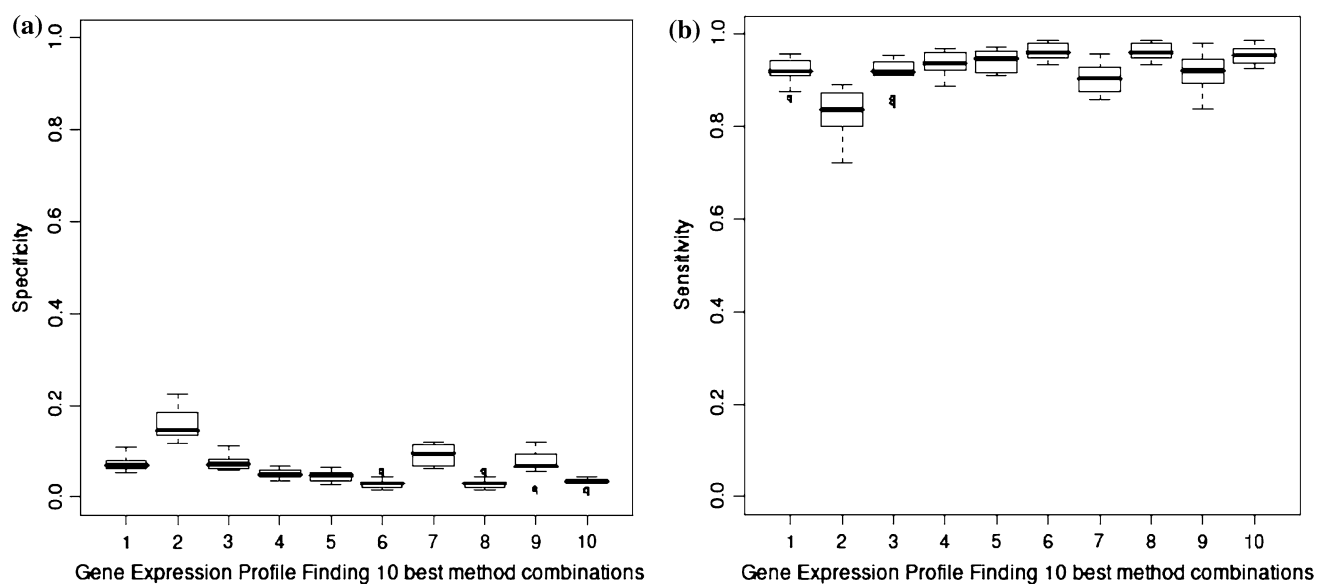 (a)
Specificity
1.0
0.8
0.6
0.4
0.2
0.0
1 2 3 4 5 6 7 8 9 10
Gene Expression Profile Finding 10 best method combinations
(b)
Sensitivity
1.0
0.8
0.6
0.4
0.2
0.0
1 2 3 4 5 6 7 8 9 10
Gene Expression Profile Finding 10 best method combinations